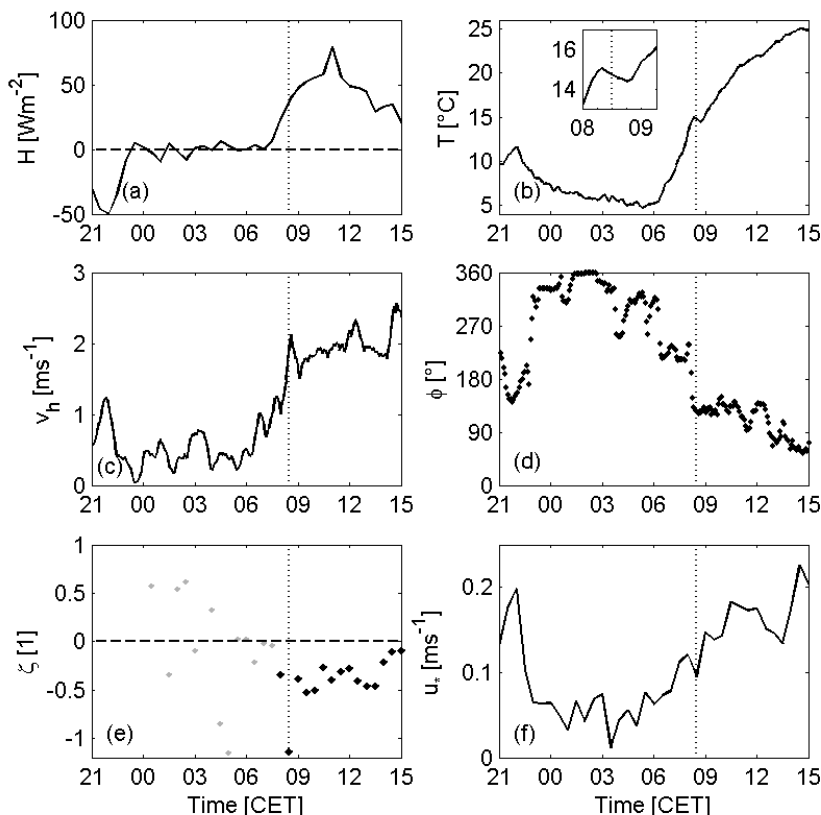 100
50
0
-50
H [Wm⁻²]
(a)
21 00 03 06 09 12 15
25
20
15
10
5
T [°C]
16
14
08 09
(b)
21 00 03 06 09 12 15
3
2
1
0
vₕ [ms⁻¹]
(c)
21 00 03 06 09 12 15
360
270
180
90
0
ϕ [°]
(d)
21 00 03 06 09 12 15
1
0.5
0
-0.5
-1
ζ [1]
(e)
21 00 03 06 09 12 15
Time [CET]
0.2
0.1
0
u* [ms⁻¹]
(f)
21 00 03 06 09 12 15
Time [CET]